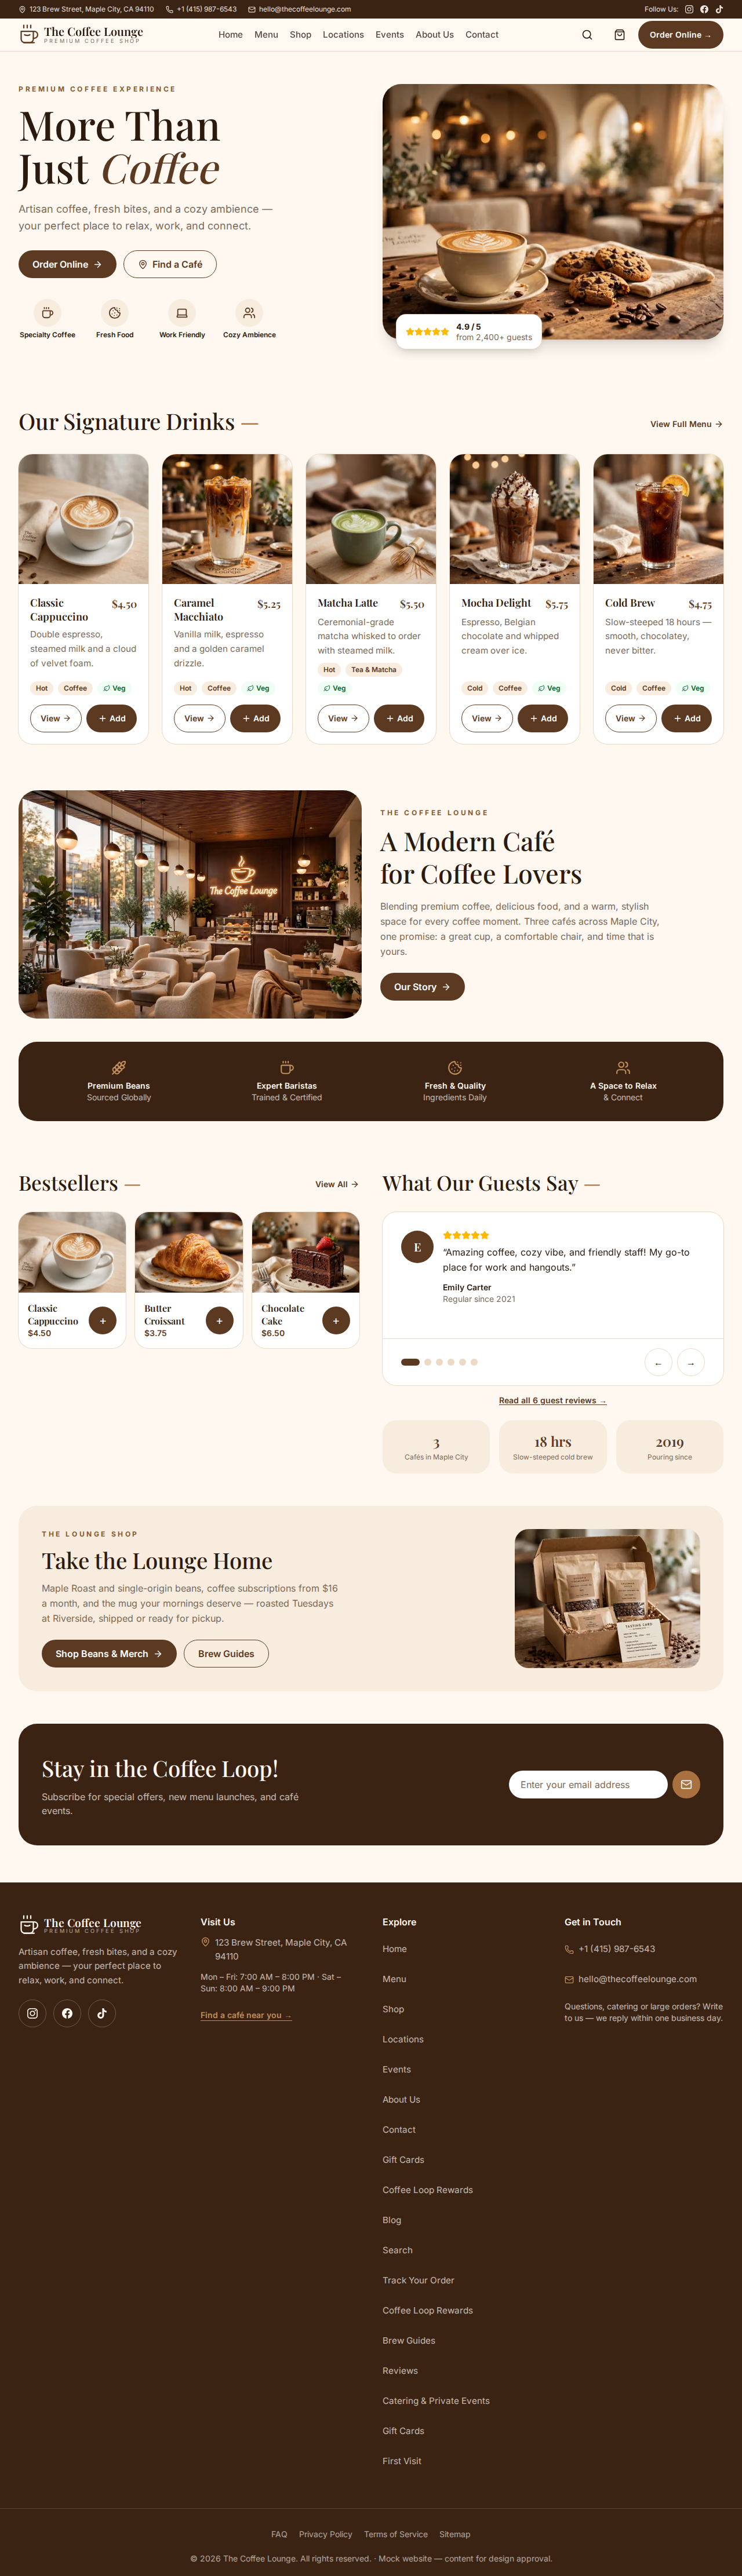 123 Brew Street, Maple City, CA 94110 +1 (415) 987-6543 hello@thecoffeelounge.com Follow Us:
The Coffee Lounge
PREMIUM COFFEE SHOP
Home Menu Shop Locations Events About Us Contact
Order Online →
PREMIUM COFFEE EXPERIENCE
More Than
Just Coffee
Artisan coffee, fresh bites, and a cozy ambience —
your perfect place to relax, work, and connect.
Order Online → Find a Café
Specialty Coffee Fresh Food Work Friendly Cozy Ambience
4.9 / 5
from 2,400+ guests
Our Signature Drinks —
View Full Menu →
Classic
Cappuccino
$4.50
Double espresso,
steamed milk and a cloud
of velvet foam.
Hot Coffee Veg
View → + Add
Caramel
Macchiato
$5.25
Vanilla milk, espresso
and a golden caramel
drizzle.
Hot Coffee Veg
View → + Add
Matcha Latte $5.50
Ceremonial-grade
matcha whisked to order
with steamed milk.
Hot Tea & Matcha
Veg
View → + Add
Mocha Delight $5.75
Espresso, Belgian
chocolate and whipped
cream over ice.
Cold Coffee Veg
View → + Add
Cold Brew $4.75
Slow-steeped 18 hours —
smooth, chocolatey,
never bitter.
Cold Coffee Veg
View → + Add
The Coffee Lounge
THE COFFEE LOUNGE
A Modern Café
for Coffee Lovers
Blending premium coffee, delicious food, and a warm, stylish
space for every coffee moment. Three cafés across Maple City,
one promise: a great cup, a comfortable chair, and time that is
yours.
Our Story →
Premium Beans
Sourced Globally
Expert Baristas
Trained & Certified
Fresh & Quality
Ingredients Daily
A Space to Relax
& Connect
Bestsellers —
View All →
Classic
Cappuccino
$4.50
+
Butter
Croissant
$3.75
+
Chocolate
Cake
$6.50
+
What Our Guests Say —
E
“Amazing coffee, cozy vibe, and friendly staff! My go-to
place for work and hangouts.”
Emily Carter
Regular since 2021
← →
Read all 6 guest reviews →
3
Cafés in Maple City
18 hrs
Slow-steeped cold brew
2019
Pouring since
THE LOUNGE SHOP
Take the Lounge Home
Maple Roast and single-origin beans, coffee subscriptions from $16
a month, and the mug your mornings deserve — roasted Tuesdays
at Riverside, shipped or ready for pickup.
Shop Beans & Merch → Brew Guides
TASTING CARD
Stay in the Coffee Loop!
Subscribe for special offers, new menu launches, and café
events.
Enter your email address
The Coffee Lounge
PREMIUM COFFEE SHOP
Artisan coffee, fresh bites, and a cozy
ambience — your perfect place to
relax, work, and connect.
Visit Us
123 Brew Street, Maple City, CA
94110
Mon – Fri: 7:00 AM – 8:00 PM · Sat –
Sun: 8:00 AM – 9:00 PM
Find a café near you →
Explore
Home
Menu
Shop
Locations
Events
About Us
Contact
Gift Cards
Coffee Loop Rewards
Blog
Search
Track Your Order
Coffee Loop Rewards
Brew Guides
Reviews
Catering & Private Events
Gift Cards
First Visit
Get in Touch
+1 (415) 987-6543
hello@thecoffeelounge.com
Questions, catering or large orders? Write
to us — we reply within one business day.
FAQ Privacy Policy Terms of Service Sitemap
© 2026 The Coffee Lounge. All rights reserved. · Mock website — content for design approval.